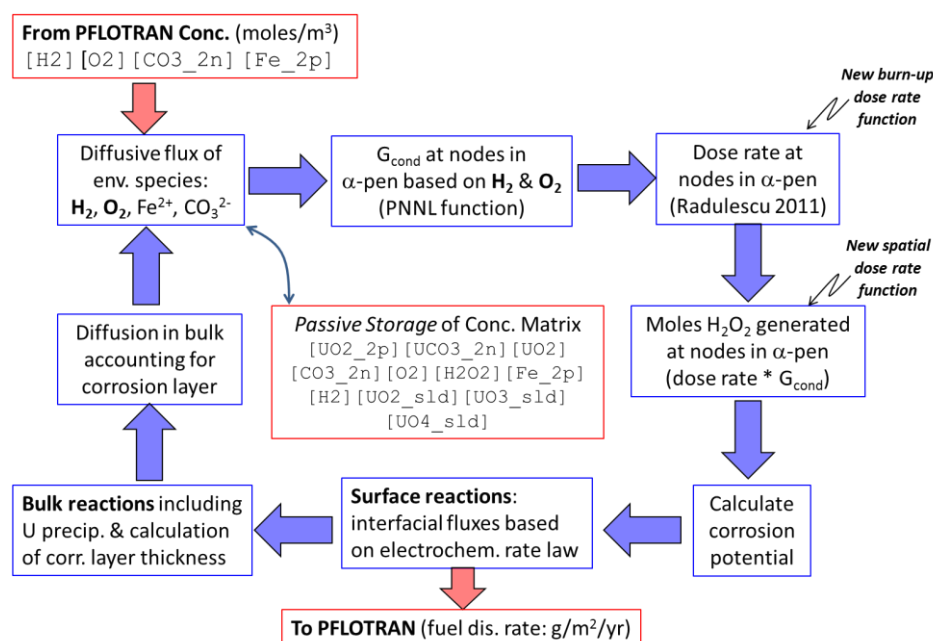 From PFLOTRAN Conc. (moles/m³)
[H2] [O2] [CO3_2n] [Fe_2p]
New burn-up
dose rate
function
Diffusive flux of
env. species:
H₂, O₂, Fe²⁺, CO₃²⁻
G_cond at nodes in
α-pen based on H₂ & O₂
(PNNL function)
Dose rate at
nodes in α-pen
(Radulescu 2011)
New spatial
dose rate
function
Diffusion in bulk
accounting for
corrosion layer
Passive Storage of Conc. Matrix
[UO2_2p][UCO3_2n][UO2]
[CO3_2n][O2][H2O2][Fe_2p]
[H2][UO2_sld][UO3_sld]
[UO4_sld]
Moles H₂O₂ generated
at nodes in α-pen
(dose rate * G_cond)
Bulk reactions including
U precip. & calculation
of corr. layer thickness
Surface reactions:
interfacial fluxes based
on electrochem. rate law
Calculate
corrosion
potential
To PFLOTRAN (fuel dis. rate: g/m²/yr)